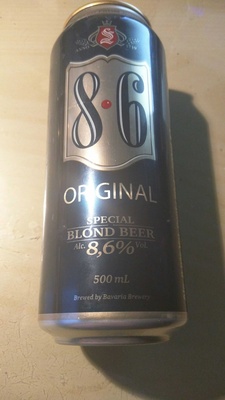 S
8·6
ORIGINAL
SPECIAL
BLOND BEER
Alc. 8,6% Vol.
500 mL
Brewed by Bavaria Brewery